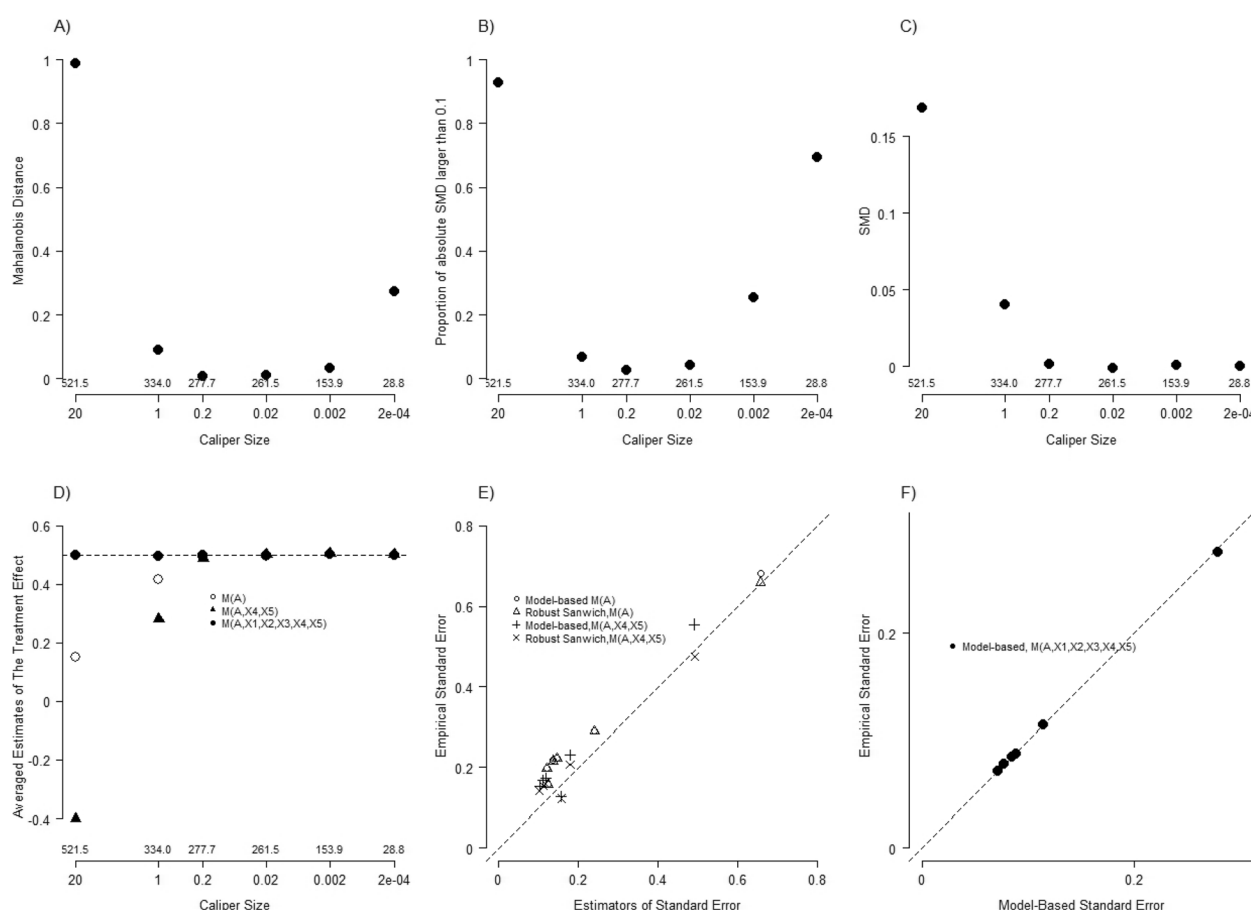 A)
Mahalanobis Distance
1
0.8
0.6
0.4
0.2
0
521.5 334.0 277.7 261.5 153.9 28.8
20 1 0.2 0.02 0.002 2e-04
Caliper Size
B)
Proportion of absolute SMD larger than 0.1
1
0.8
0.6
0.4
0.2
0
521.5 334.0 277.7 261.5 153.9 28.8
20 1 0.2 0.02 0.002 2e-04
Caliper Size
C)
SMD
0.15
0.1
0.05
0
521.5 334.0 277.7 261.5 153.9 28.8
20 1 0.2 0.02 0.002 2e-04
Caliper Size
D)
Averaged Estimates of The Treatment Effect
0.6
0.4
0.2
0
-0.2
-0.4
M(A)
M(A,X4,X5)
M(A,X1,X2,X3,X4,X5)
521.5 334.0 277.7 261.5 153.9 28.8
20 1 0.2 0.02 0.002 2e-04
Caliper Size
E)
Empirical Standard Error
0.8
0.6
0.4
0.2
0
Model-based M(A)
Robust Sanwich,M(A)
Model-based,M(A,X4,X5)
Robust Sanwich,M(A,X4,X5)
0 0.2 0.4 0.6 0.8
Estimators of Standard Error
F)
Empirical Standard Error
0.2
0
Model-based, M(A,X1,X2,X3,X4,X5)
0 0.2
Model-Based Standard Error